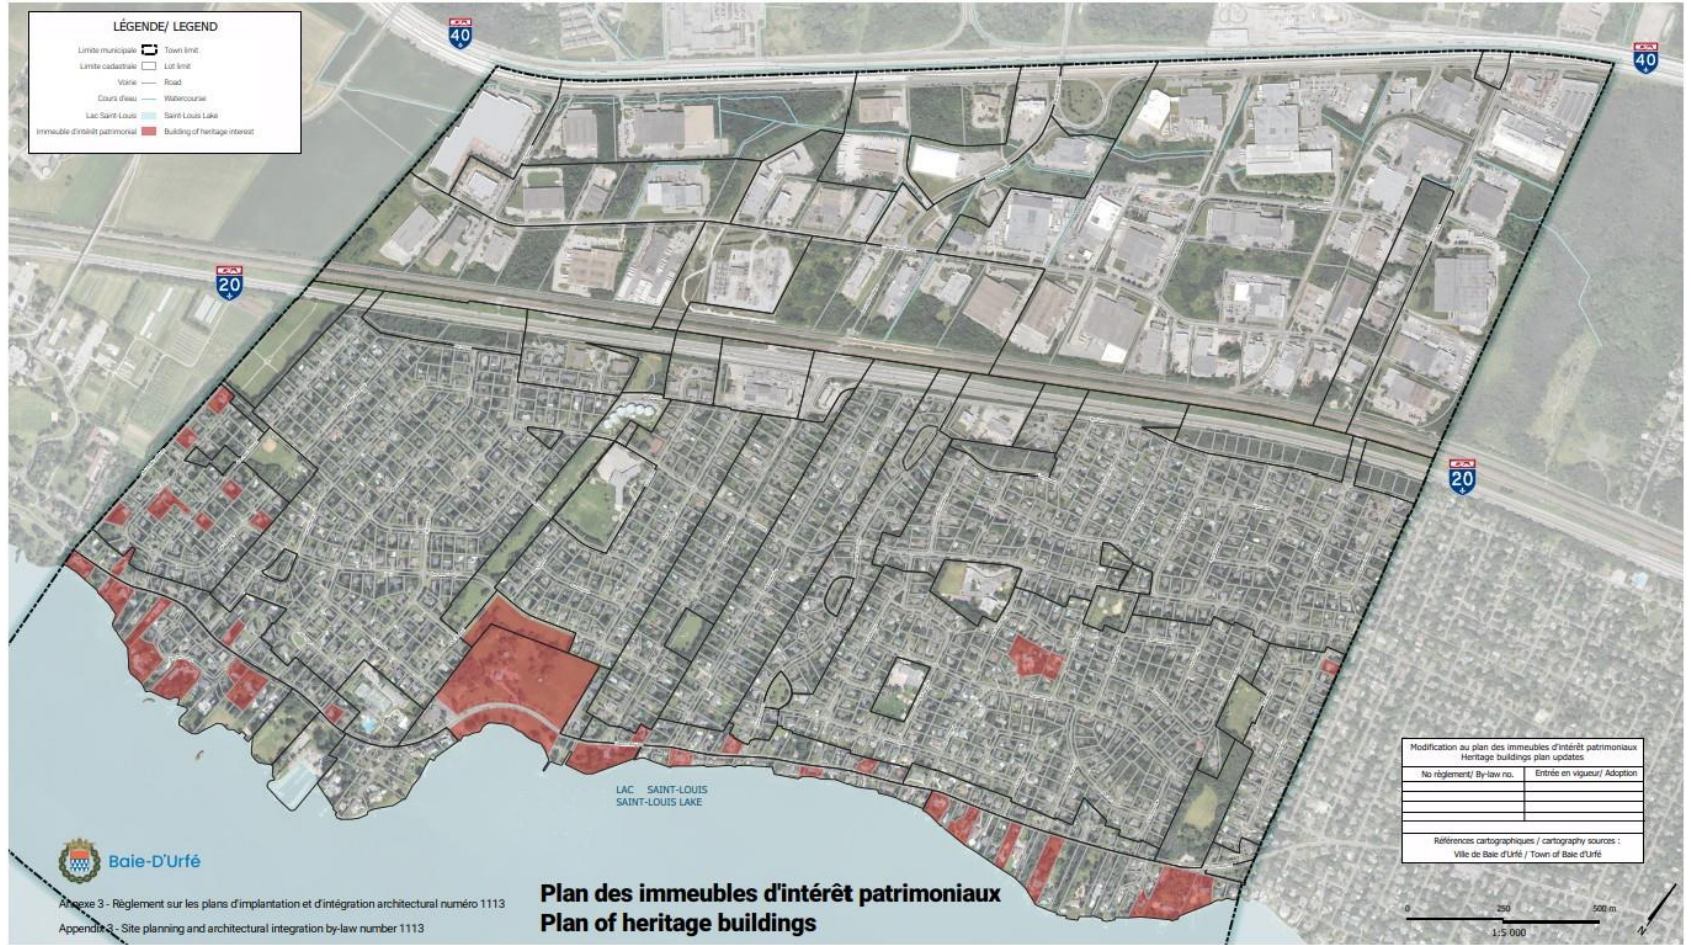 LÉGENDE/ LEGEND
Limite municipale Town limit
Limite cadastrale Lot limit
Voirie Road
Cours d'eau Watercourse
Lac Saint-Louis Saint-Louis Lake
Immeuble d'intérêt patrimonial Building of heritage interest
40
40
20
20
LAC SAINT-LOUIS
SAINT-LOUIS LAKE
Modification au plan des immeubles d'intérêt patrimoniaux
Heritage buildings plan updates
No règlement/ By-law no. Entrée en vigueur/ Adoption
Références cartographiques / cartography sources :
Ville de Baie d'Urfé / Town of Baie d'Urfé
Baie-D'Urfé
Annexe 3 - Règlement sur les plans d'implantation et d'intégration architectural numéro 1113
Appendix 3 - Site planning and architectural integration by-law number 1113
Plan des immeubles d'intérêt patrimoniaux
Plan of heritage buildings
0 250 500 m
1:5 000
N